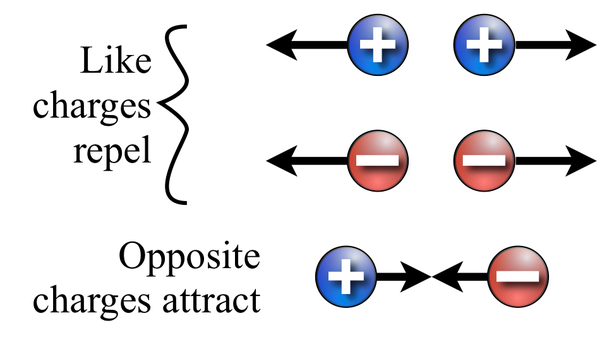 Like
charges
repel
Opposite
charges attract